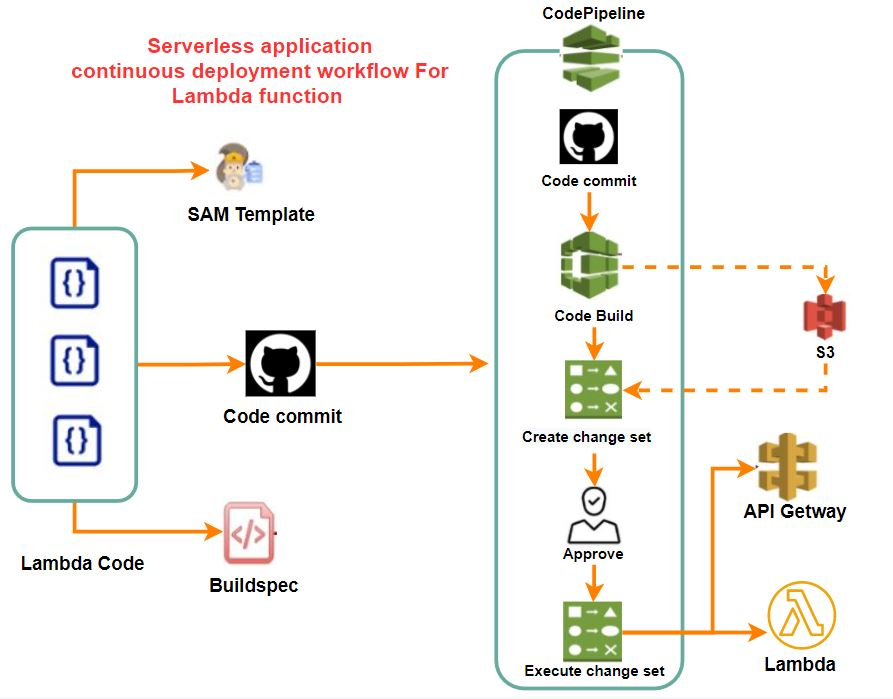 CodePipeline
Serverless application
continuous deployment workflow For
Lambda function
Code commit
SAM Template
Code Build
S3
Code commit
Create change set
API Getway
Approve
Lambda Code
Buildspec
Lambda
Execute change set